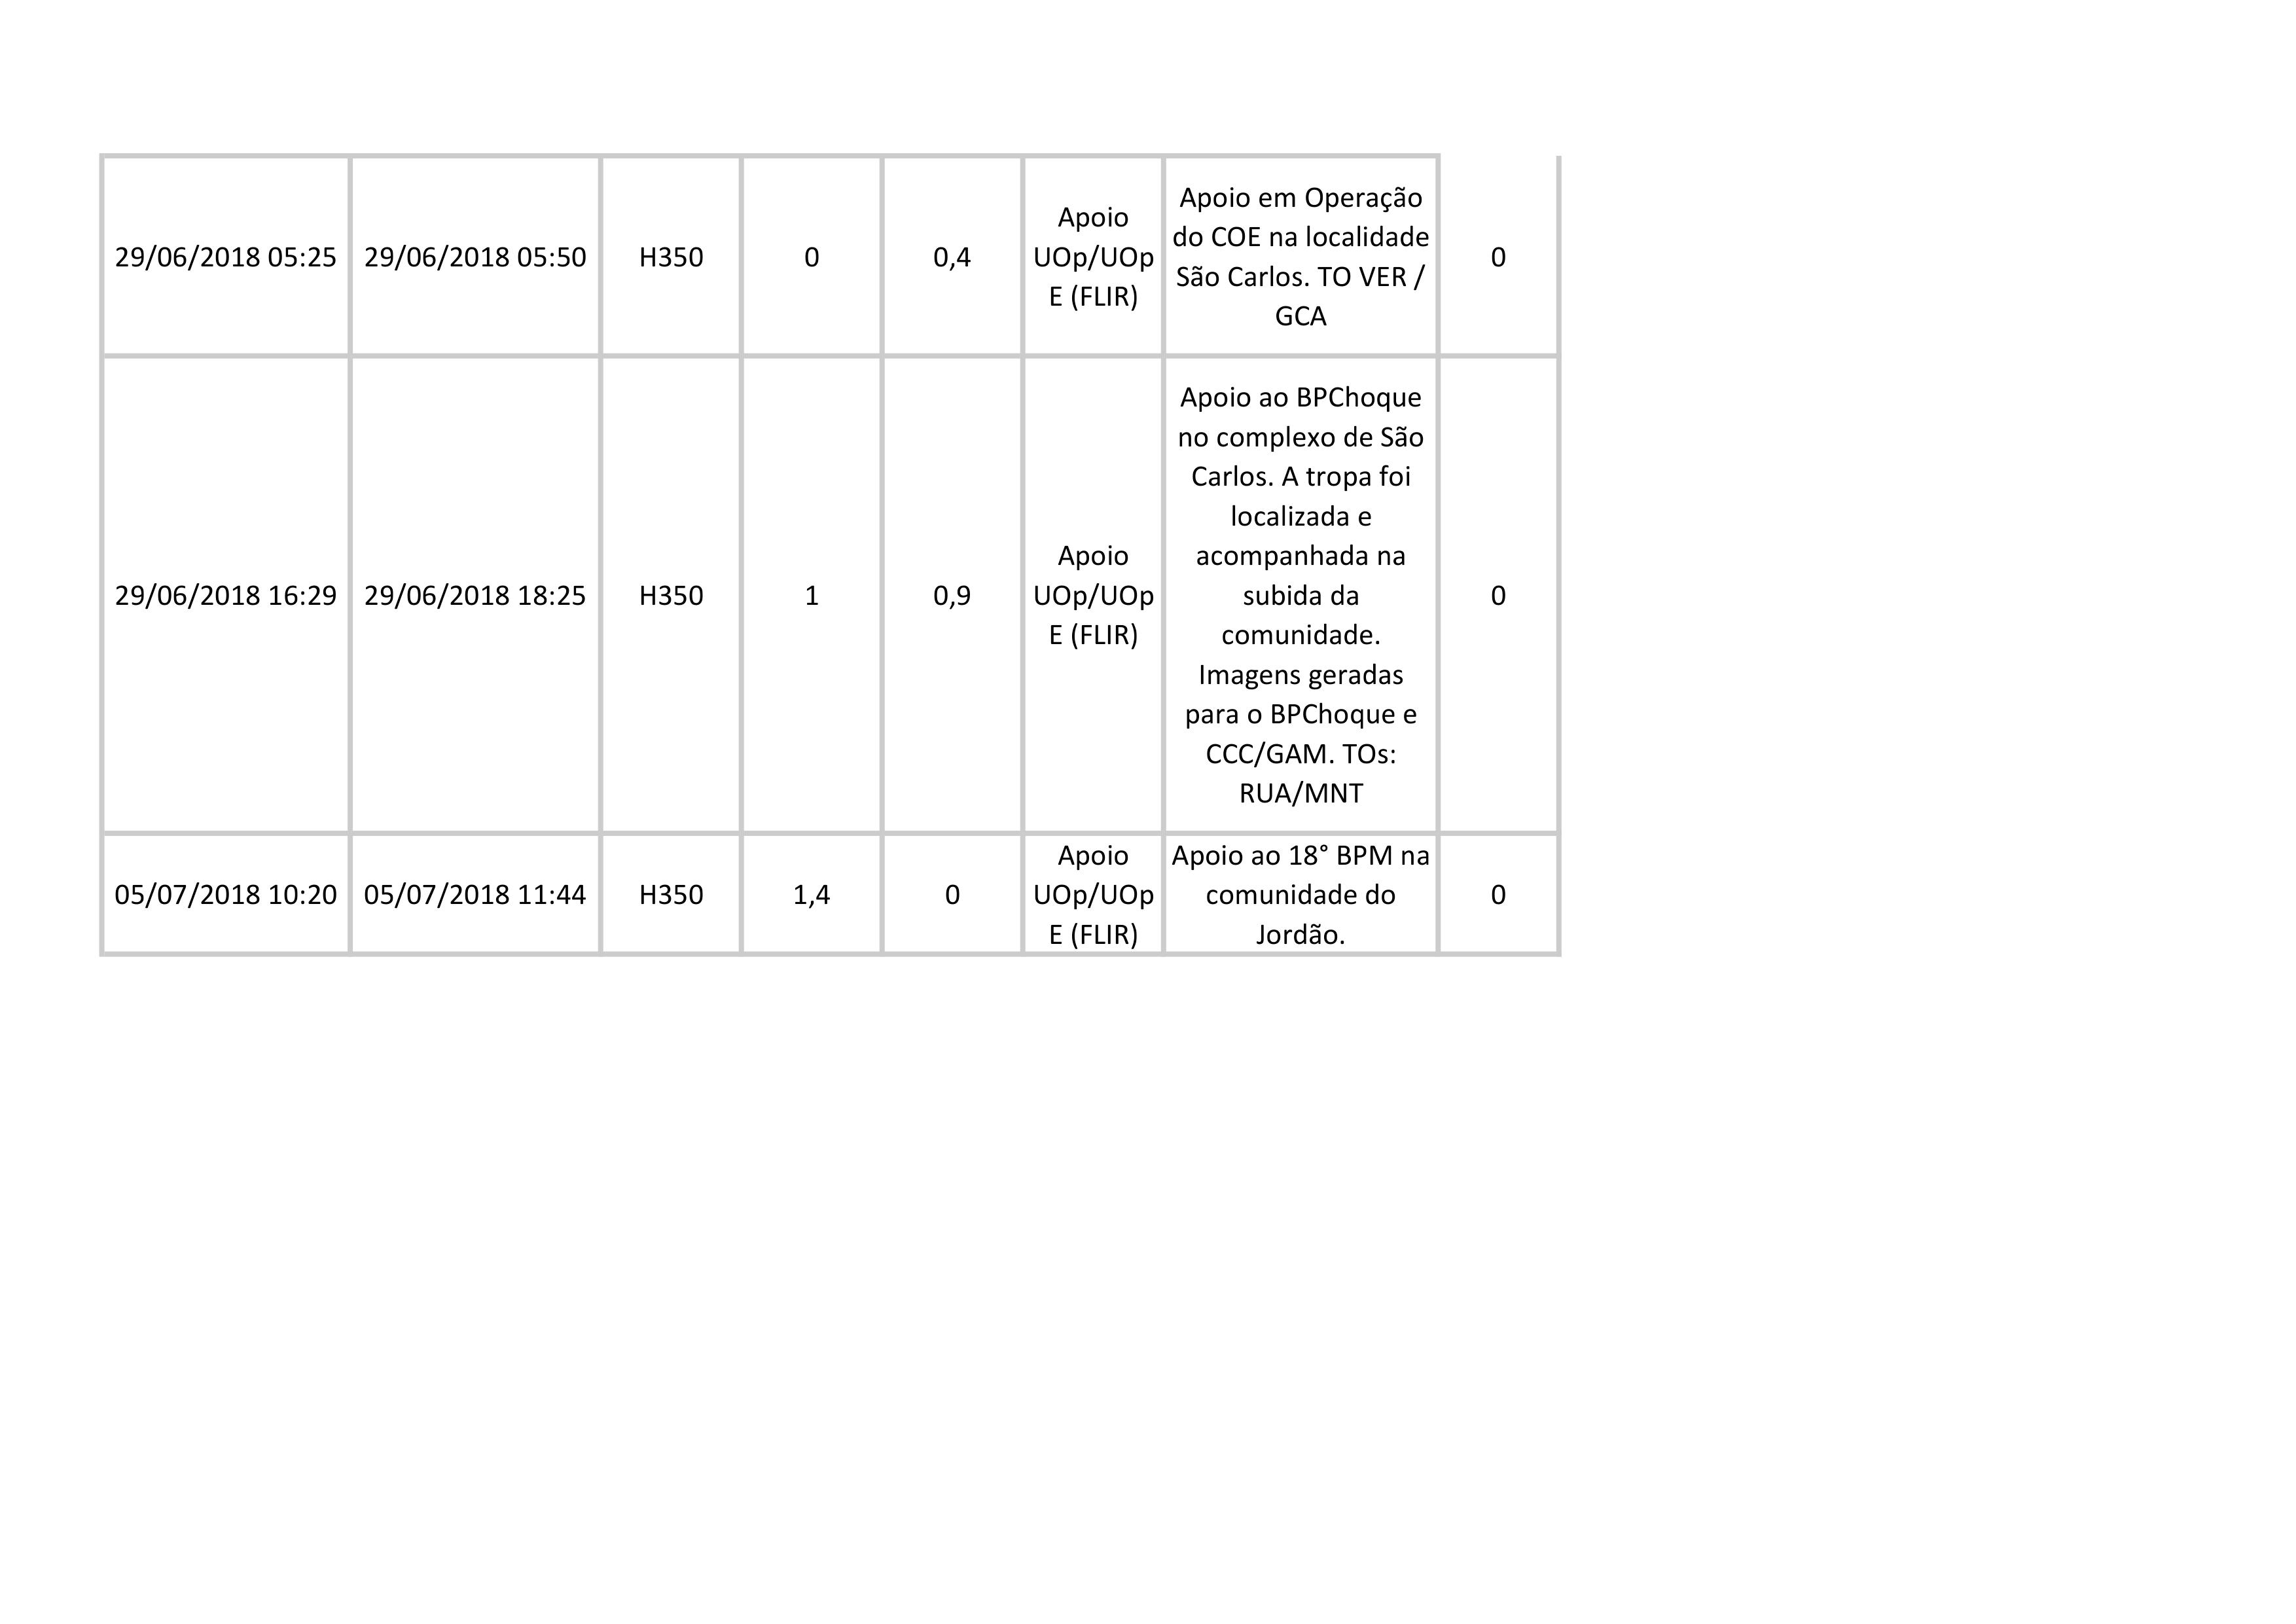 29/06/2018 05:25 29/06/2018 05:50 H350 0 0,4 Apoio
UOp/UOp
E (FLIR)
Apoio em Operação
do COE na localidade
São Carlos. TO VER /
GCA
0
29/06/2018 16:29 29/06/2018 18:25 H350 1 0,9 Apoio
UOp/UOp
E (FLIR)
Apoio ao BPChoque
no complexo de São
Carlos. A tropa foi
localizada e
acompanhada na
subida da
comunidade.
Imagens geradas
para o BPChoque e
CCC/GAM. TOs:
RUA/MNT
0
05/07/2018 10:20 05/07/2018 11:44 H350 1,4 0 Apoio
UOp/UOp
E (FLIR)
Apoio ao 18° BPM na
comunidade do
Jordão.
0